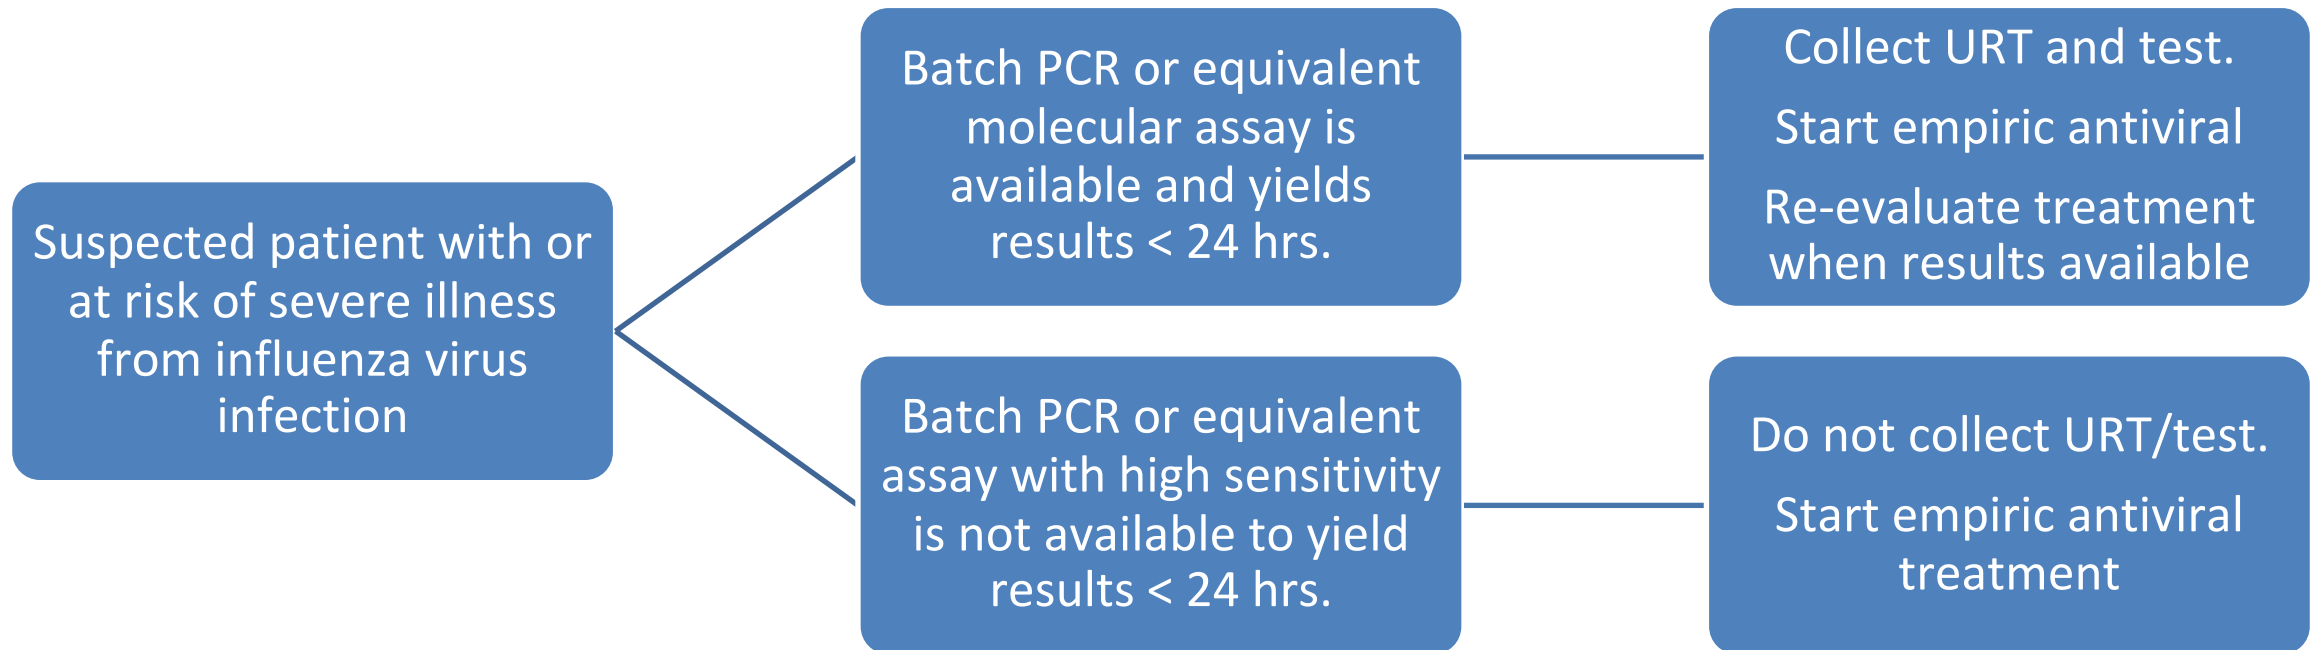 Suspected patient with or
at risk of severe illness
from influenza virus
infection
Batch PCR or equivalent
molecular assay is
available and yields
results < 24 hrs.
Collect URT and test.
Start empiric antiviral
Re-evaluate treatment
when results available
Batch PCR or equivalent
assay with high sensitivity
is not available to yield
results < 24 hrs.
Do not collect URT/test.
Start empiric antiviral
treatment